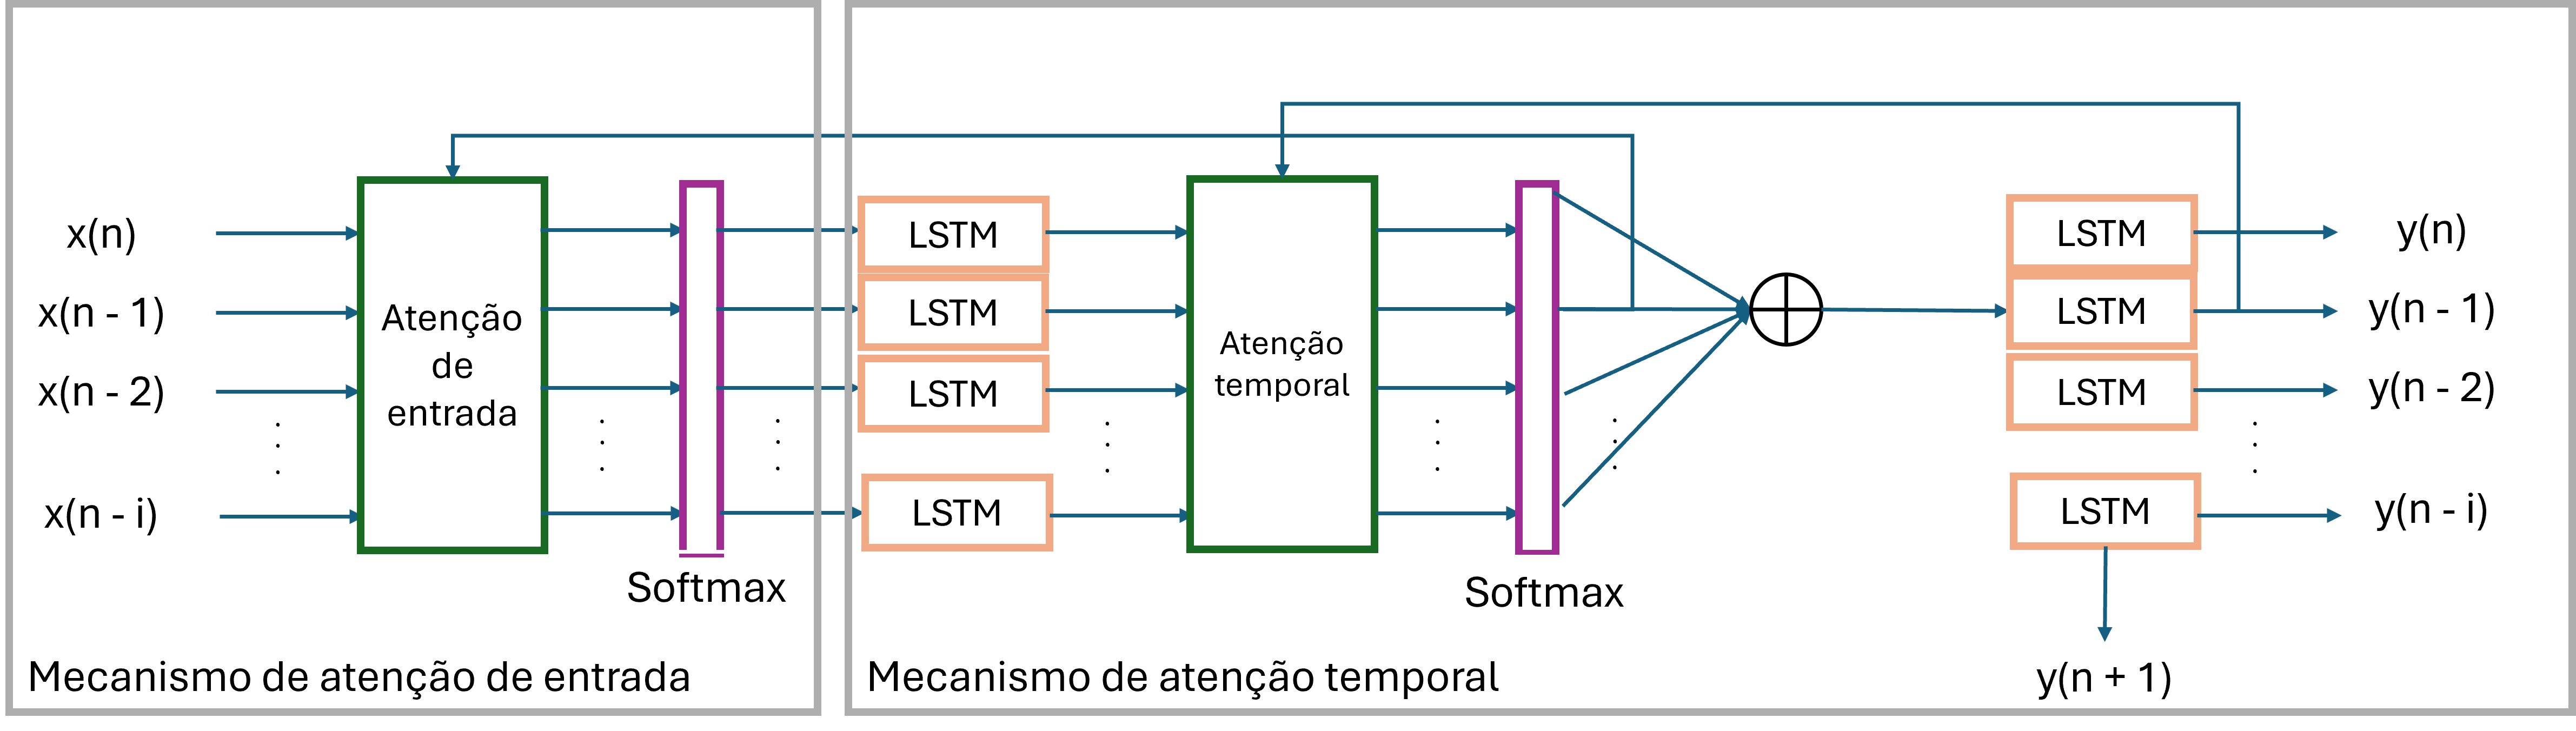 x(n)
x(n - 1)
x(n - 2)
.
.
.
x(n - i)
Atenção
de
entrada
.
.
.
Softmax
.
.
.
Mecanismo de atenção de entrada
LSTM
LSTM
LSTM
LSTM
.
.
.
Atenção
temporal
.
.
.
Softmax
.
.
.
LSTM
LSTM
LSTM
LSTM
y(n)
y(n - 1)
y(n - 2)
.
.
.
y(n - i)
y(n + 1)
Mecanismo de atenção temporal